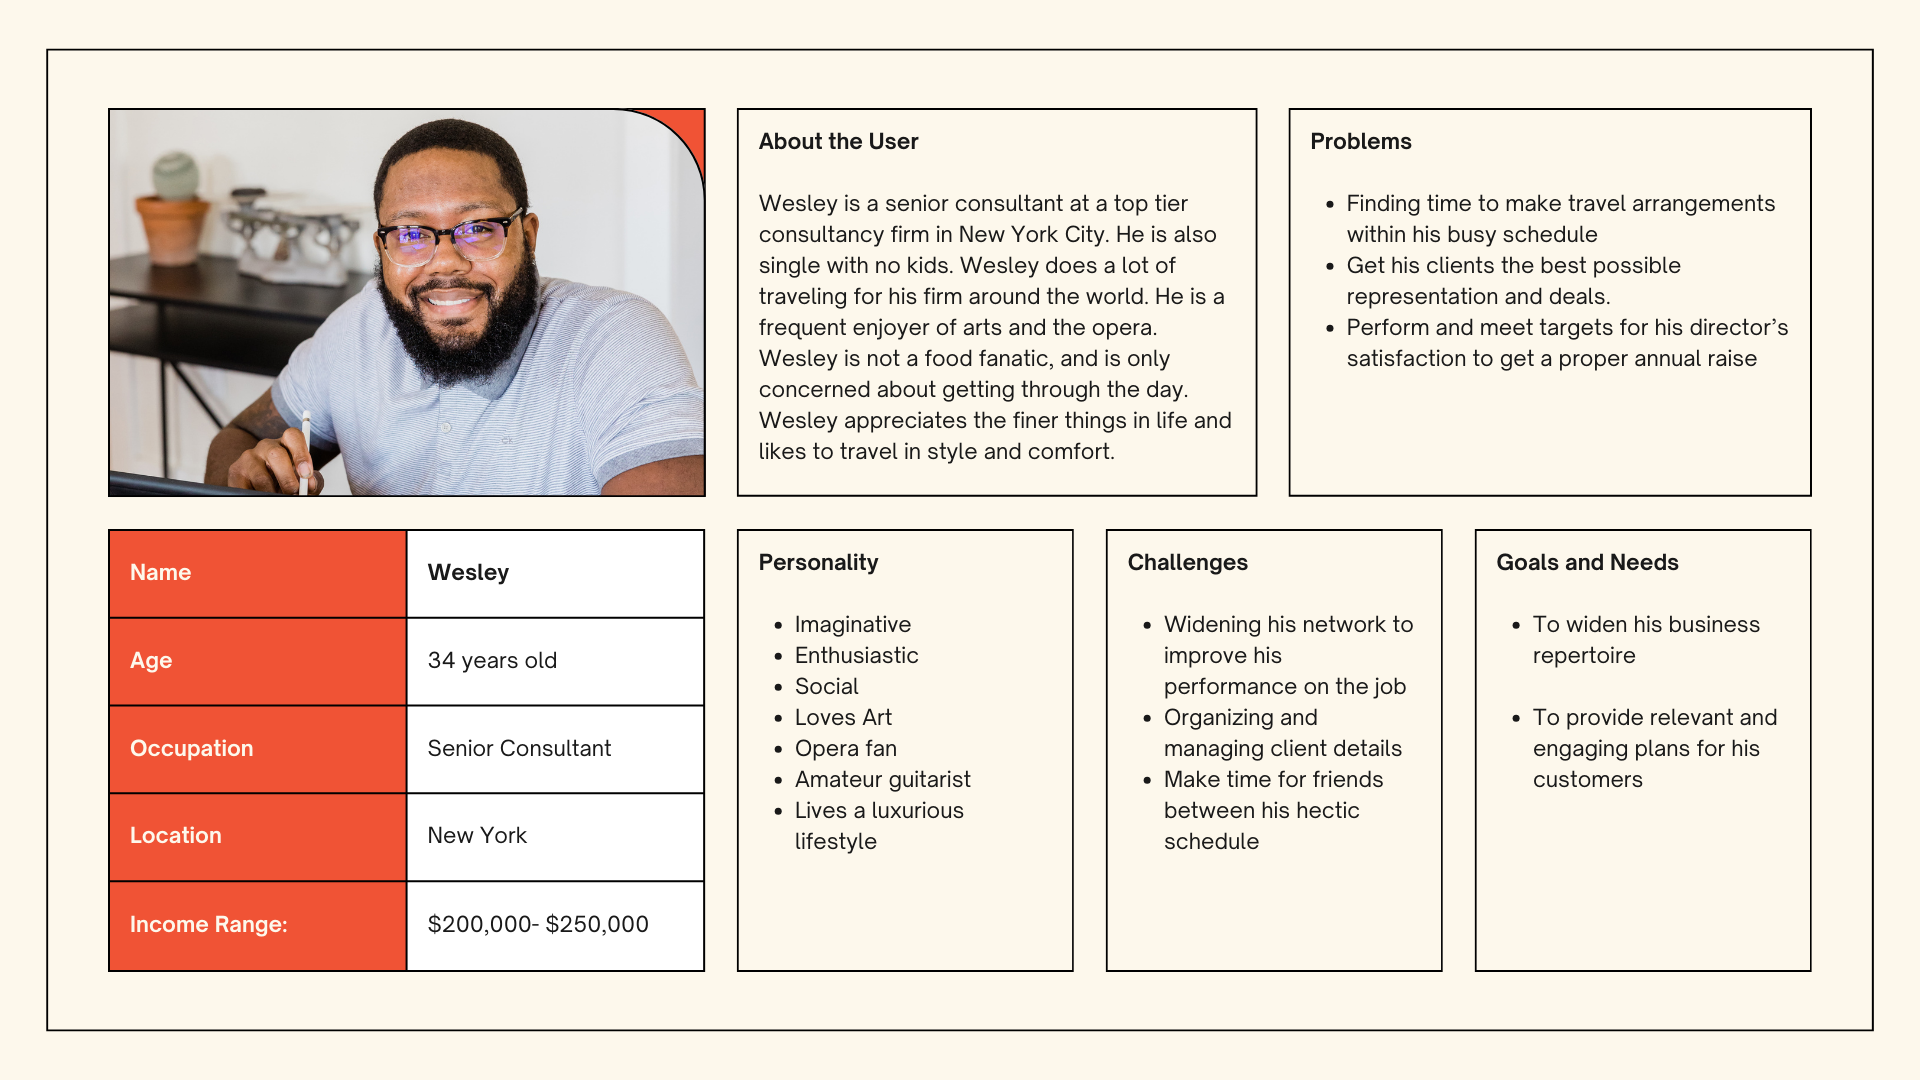 About the User
Wesley is a senior consultant at a top tier
consultancy firm in New York City. He is also
single with no kids. Wesley does a lot of
traveling for his firm around the world. He is a
frequent enjoyer of arts and the opera.
Wesley is not a food fanatic, and is only
concerned about getting through the day.
Wesley appreciates the finer things in life and
likes to travel in style and comfort.
Problems
• Finding time to make travel arrangements
within his busy schedule
• Get his clients the best possible
representation and deals.
• Perform and meet targets for his director’s
satisfaction to get a proper annual raise
Name
Wesley
Age
34 years old
Occupation
Senior Consultant
Location
New York
Income Range:
$200,000- $250,000
Personality
• Imaginative
• Enthusiastic
• Social
• Loves Art
• Opera fan
• Amateur guitarist
• Lives a luxurious
lifestyle
Challenges
• Widening his network to
improve his
performance on the job
• Organizing and
managing client details
• Make time for friends
between his hectic
schedule
Goals and Needs
• To widen his business
repertoire
• To provide relevant and
engaging plans for his
customers